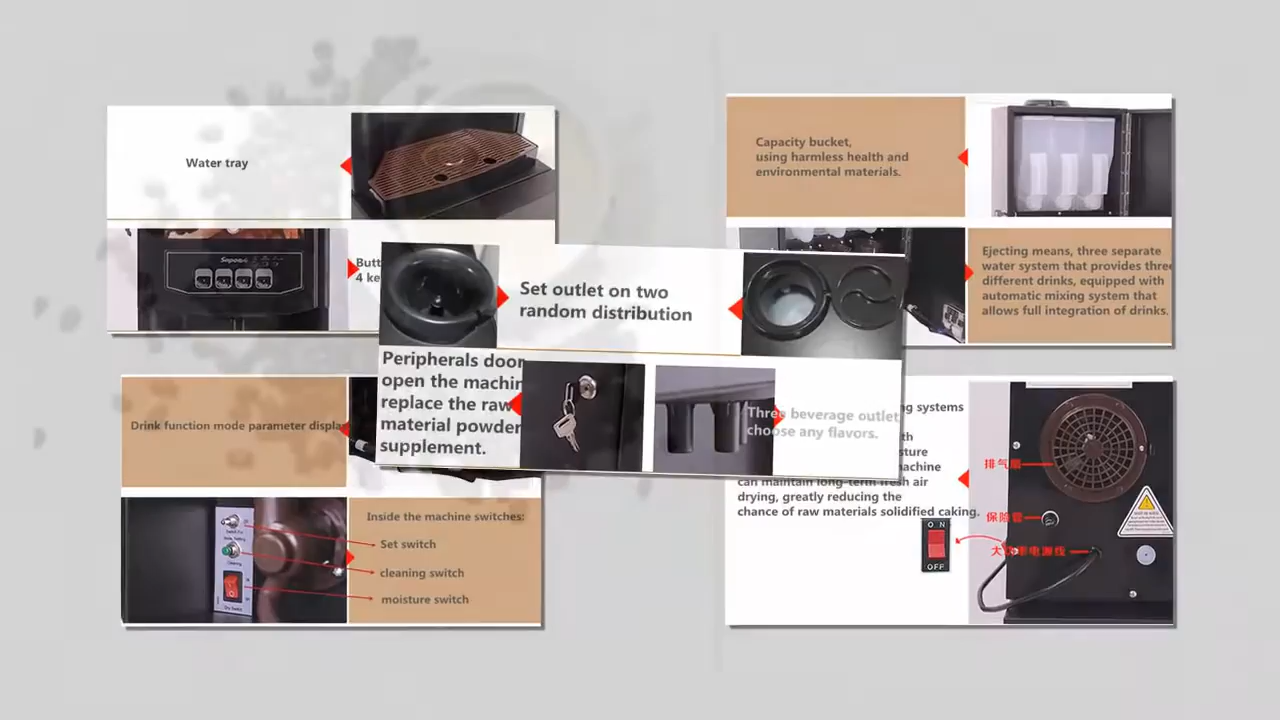 Water tray
Butt
4 ke
Capacity bucket,
using harmless health and
environmental materials.
Ejecting means, three separate
water system that provides three
different drinks, equipped with
automatic mixing system that
allows full integration of drinks.
Set outlet on two
random distribution
Peripherals door
open the machin
replace the raw
material powder
supplement.
Three beverage outlet
choose any flavors.
Drink function mode parameter display
Inside the machine switches:
Set switch
cleaning switch
moisture switch
ng systems
th
sture
machine
can maintain long-term fresh air
drying, greatly reducing the
chance of raw materials solidified caking.
ON
OFF
排气扇
保险管
电源线